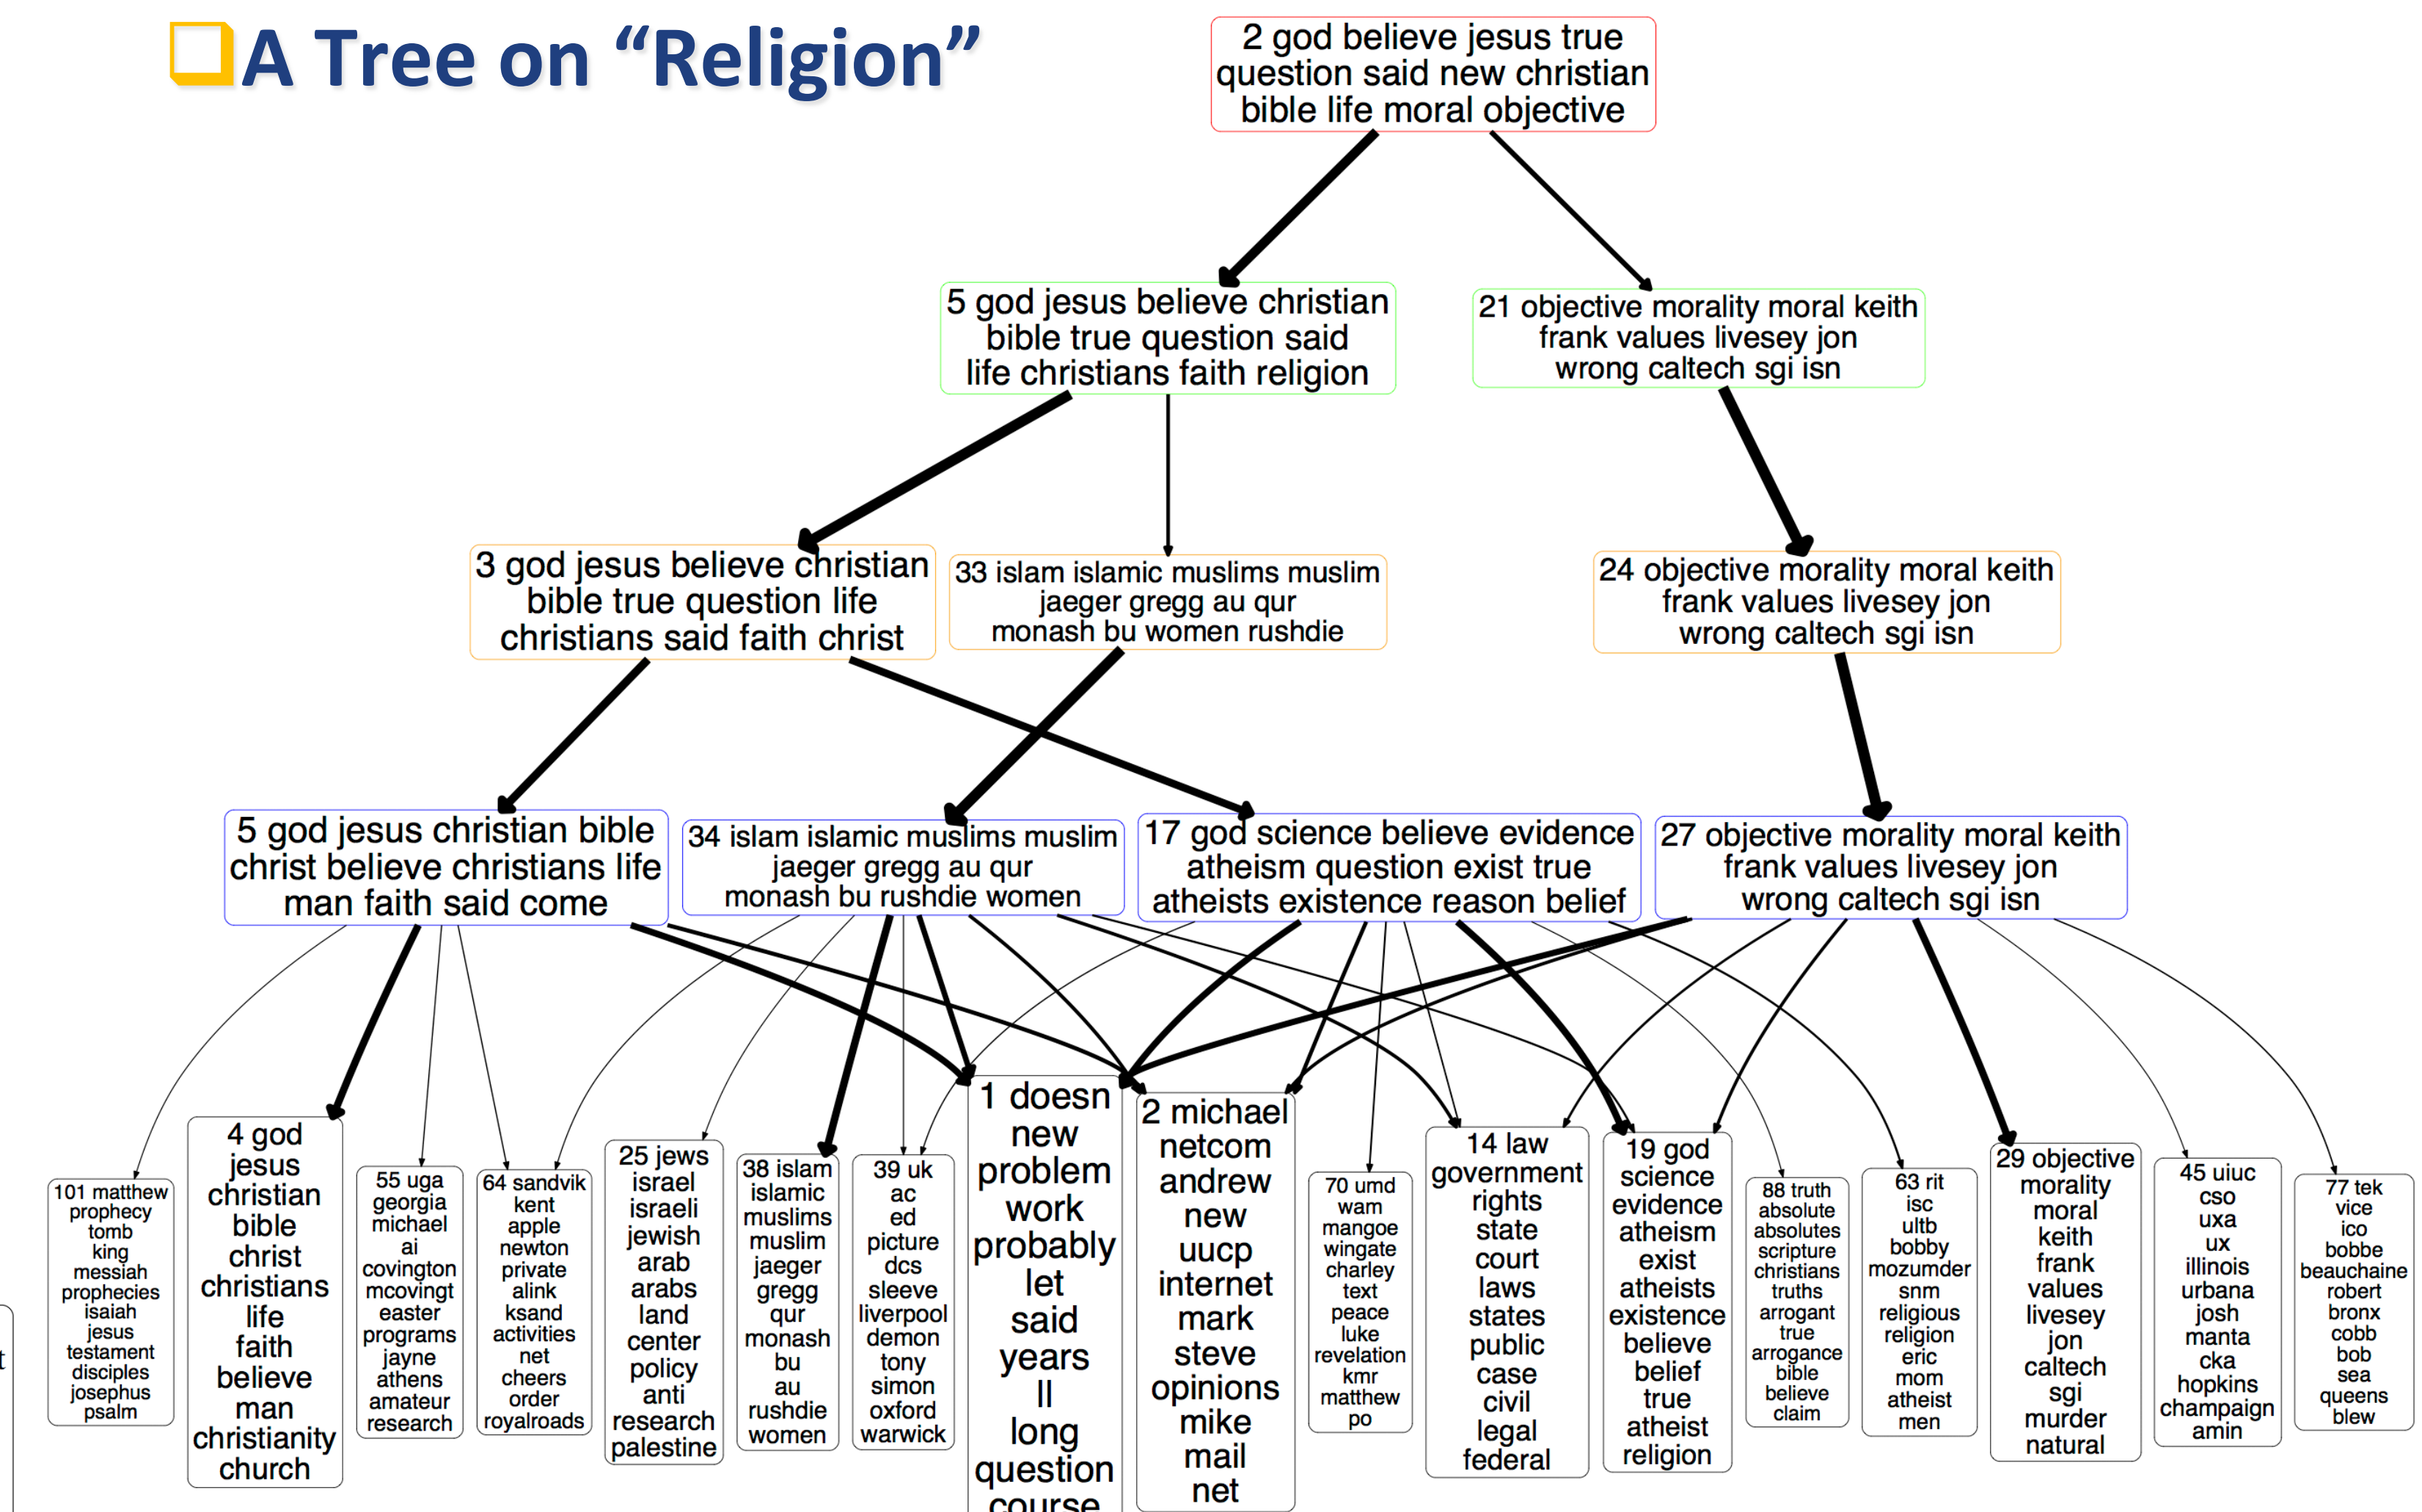 A Tree on “Religion”
2 god believe jesus true
question said new christian
bible life moral objective
5 god jesus believe christian
bible true question said
life christians faith religion
21 objective morality moral keith
frank values livesey jon
wrong caltech sgi isn
3 god jesus believe christian
bible true question life
christians said faith christ
33 islam islamic muslims muslim
jaeger gregg au qur
monash bu women rushdie
24 objective morality moral keith
frank values livesey jon
wrong caltech sgi isn
5 god jesus christian bible
christ believe christians life
man faith said come
34 islam islamic muslims muslim
jaeger gregg au qur
monash bu rushdie women
17 god science believe evidence
atheism question exist true
atheists existence reason belief
27 objective morality moral keith
frank values livesey jon
wrong caltech sgi isn
101 matthew
prophecy
tomb
king
messiah
prophecies
isaiah
jesus
testament
disciples
josephus
psalm
4 god
jesus
christian
bible
christ
christians
life
faith
believe
man
christianity
church
55 uga
georgia
michael
ai
covington
mcovingt
easter
programs
jayne
athens
amateur
research
64 sandvik
kent
apple
newton
private
alink
ksand
activities
net
cheers
order
royalroads
25 jews
israel
israeli
jewish
arab
arabs
land
center
policy
anti
research
palestine
38 islam
islamic
muslims
muslim
jaeger
gregg
qur
monash
bu
au
rushdie
women
39 uk
ac
ed
picture
dcs
sleeve
liverpool
demon
tony
simon
oxford
warwick
1 doesn
new
problem
work
probably
let
said
years
ll
long
question
course
2 michael
netcom
andrew
new
uucp
internet
mark
steve
opinions
mike
mail
net
70 umd
wam
mangoe
wingate
charley
text
peace
luke
revelation
kmr
matthew
po
14 law
government
rights
state
court
laws
states
public
case
civil
legal
federal
19 god
science
evidence
atheism
exist
atheists
existence
believe
belief
true
atheist
religion
88 truth
absolute
absolutes
scripture
christians
truths
arrogant
true
arrogance
bible
believe
claim
63 rit
isc
ultb
bobby
mozumder
snm
religious
religion
eric
mom
atheist
men
29 objective
morality
moral
keith
frank
values
livesey
jon
caltech
sgi
murder
natural
45 uiuc
cso
uxa
ux
illinois
urbana
josh
manta
cka
hopkins
champaign
amin
77 tek
vice
ico
bobbe
beauchaine
robert
bronx
cobb
bob
sea
queens
blew